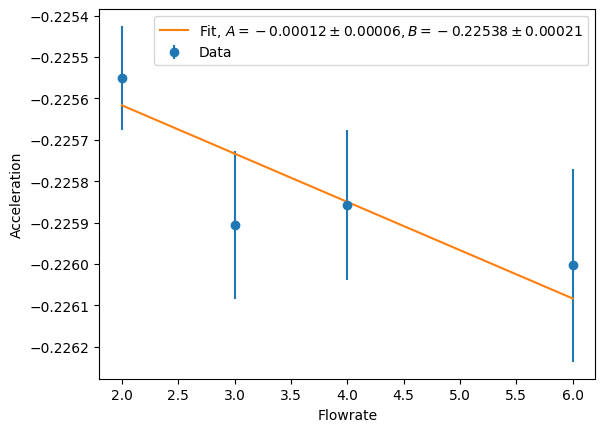 −0.2254
−0.2255
−0.2256
−0.2257
−0.2258
−0.2259
−0.2260
−0.2261
−0.2262
Acceleration
Fit, A = −0.00012 ± 0.00006, B = −0.22538 ± 0.00021
Data
2.0 2.5 3.0 3.5 4.0 4.5 5.0 5.5 6.0
Flowrate